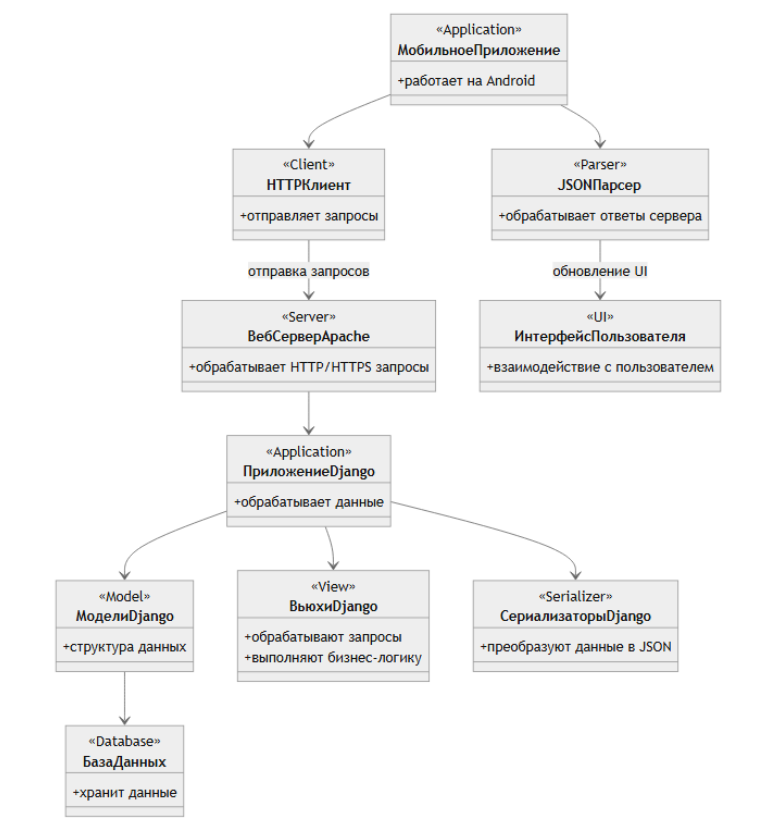 «Application»
МобильноеПриложение
+работает на Android
«Client»
HTTPКлиент
+отправляет запросы
«Parser»
JSONПарсер
+обрабатывает ответы сервера
отправка запросов
обновление UI
«Server»
ВебСерверApache
+обрабатывает HTTP/HTTPS запросы
«UI»
ИнтерфейсПользователя
+взаимодействие с пользователем
«Application»
ПриложениеDjango
+обрабатывает данные
«Model»
МоделиDjango
+структура данных
«View»
ВьюхиDjango
+обрабатывают запросы
+выполняют бизнес-логику
«Serializer»
СериализаторыDjango
+преобразуют данные в JSON
«Database»
БазаДанных
+хранит данные